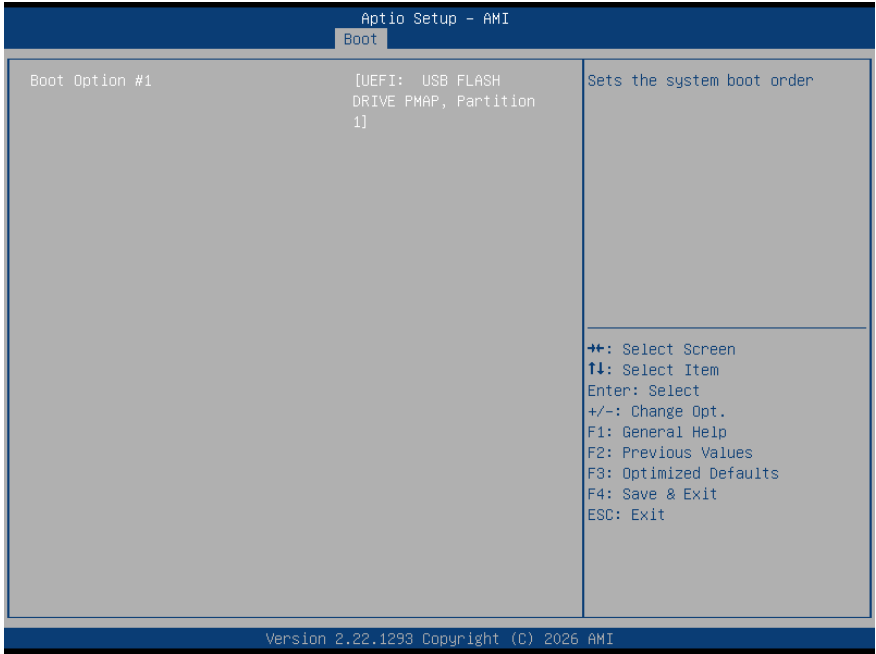 Aptio Setup – AMI
Boot
Boot Option #1
[UEFI:  USB FLASH
DRIVE PMAP, Partition
1]
Sets the system boot order
→←: Select Screen
↑↓: Select Item
Enter: Select
+/-: Change Opt.
F1: General Help
F2: Previous Values
F3: Optimized Defaults
F4: Save & Exit
ESC: Exit
Version 2.22.1293 Copyright (C) 2026 AMI